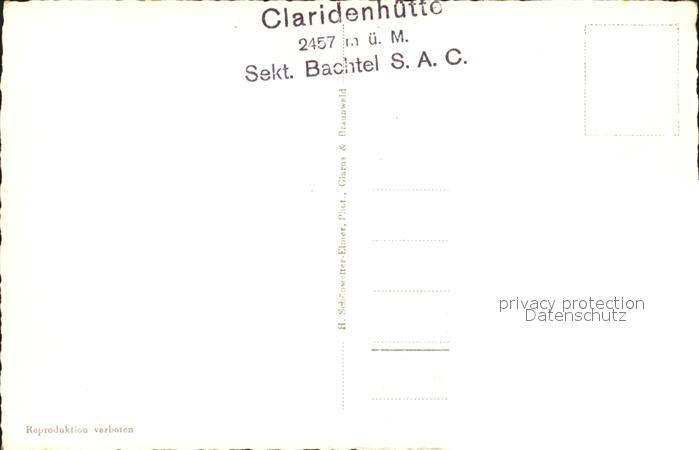 Claridenhütte
2457 m ü. M.
Sekt. Bachtel S. A. C.
H. Schönwetter-Elmer, Phot., Glarus & Braunwald
privacy protection
Datenschutz
Reproduktion verboten